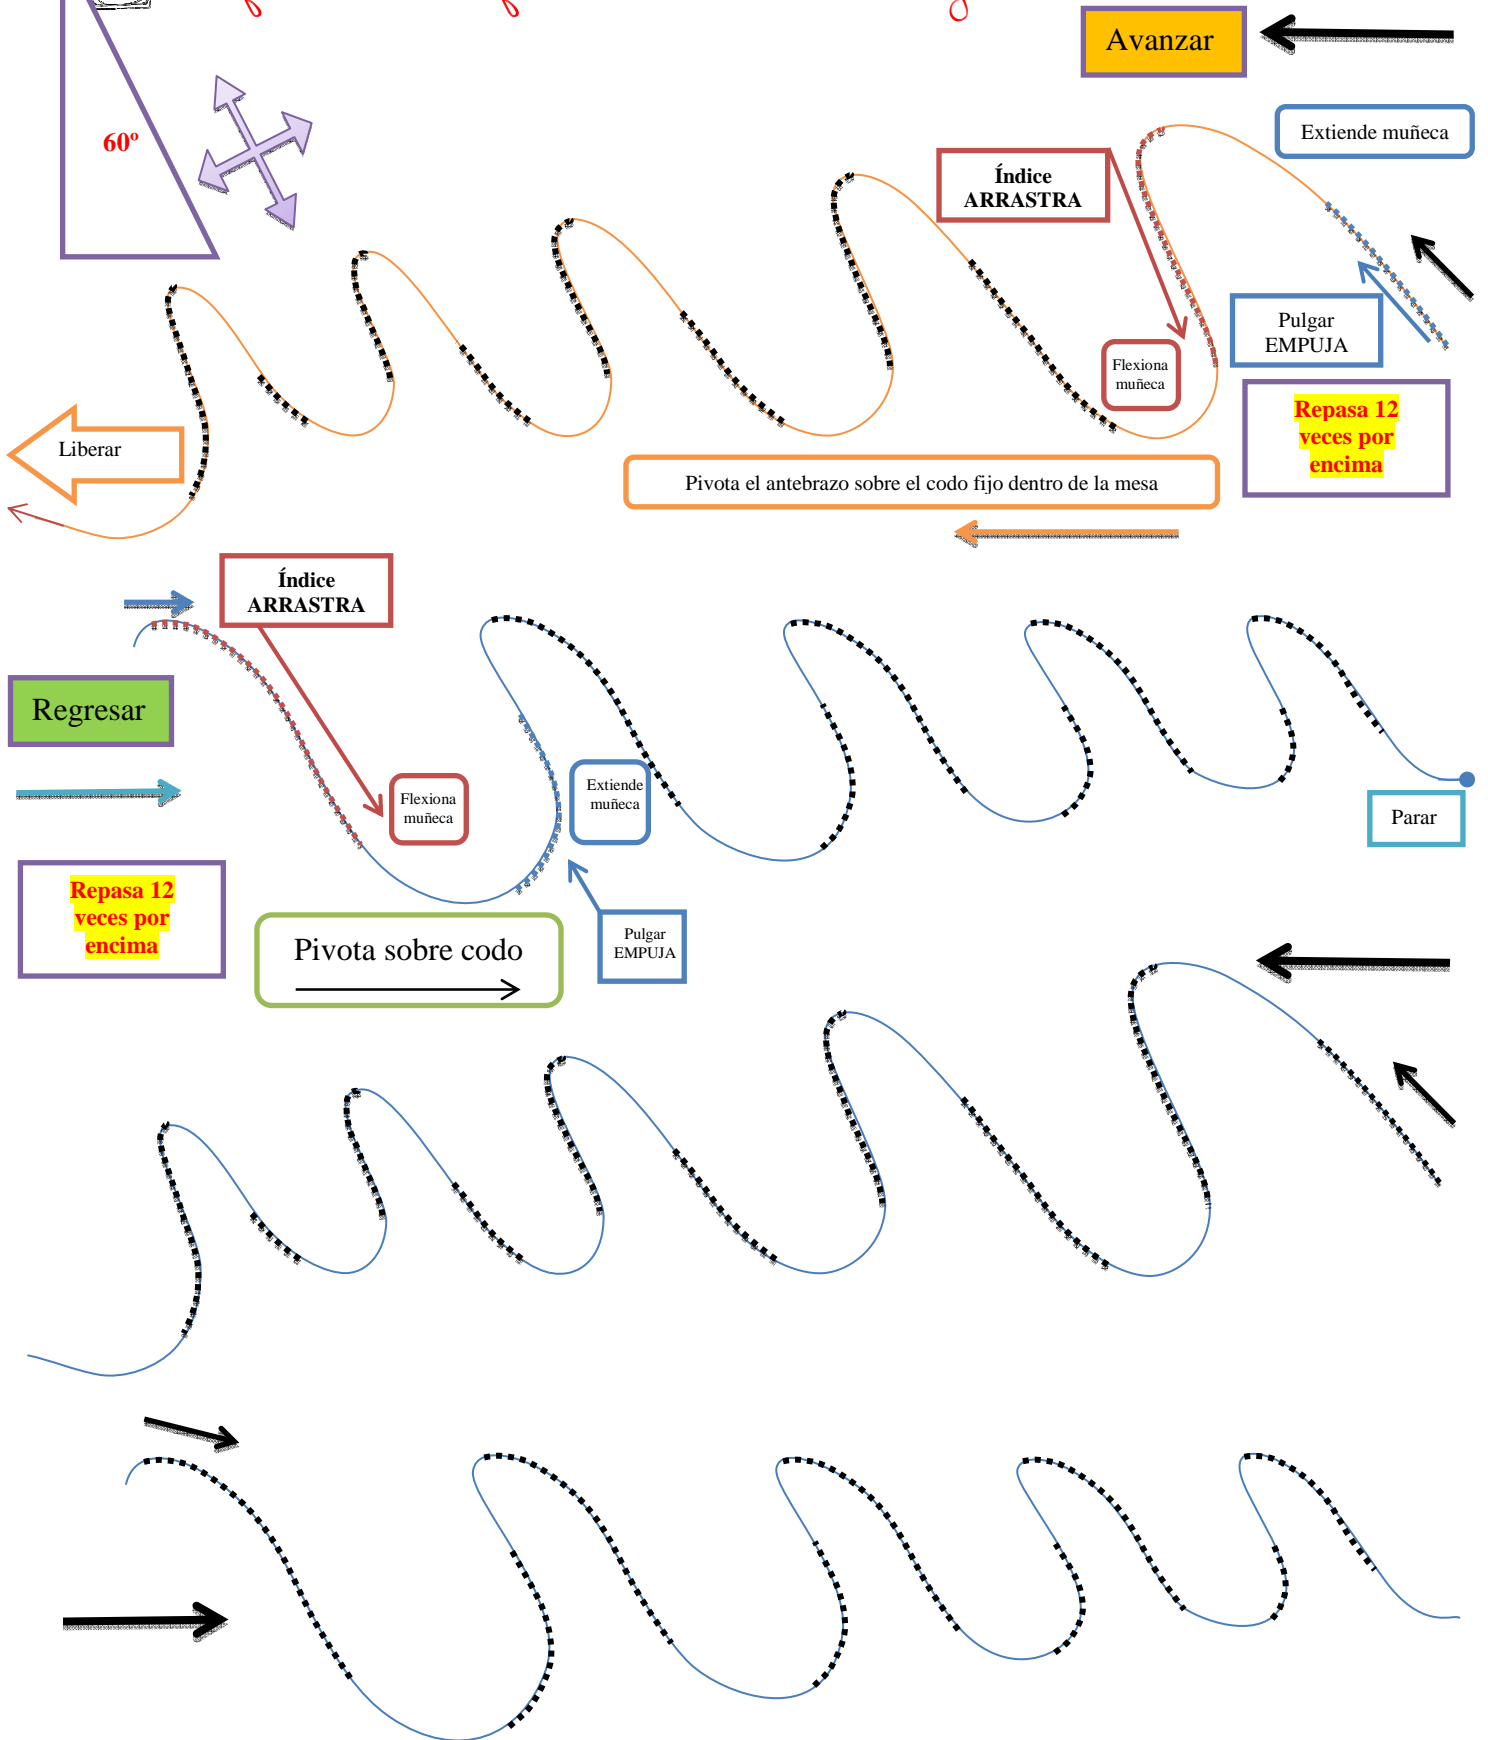 Avanzar
60º
Extiende muñeca
Índice
ARRASTRA
Pulgar
EMPUJA
Flexiona
muñeca
Repasa 12
veces por
encima
Liberar
Pivota el antebrazo sobre el codo fijo dentro de la mesa
Índice
ARRASTRA
Regresar
Flexiona
muñeca
Extiende
muñeca
Parar
Repasa 12
veces por
encima
Pivota sobre codo
Pulgar
EMPUJA